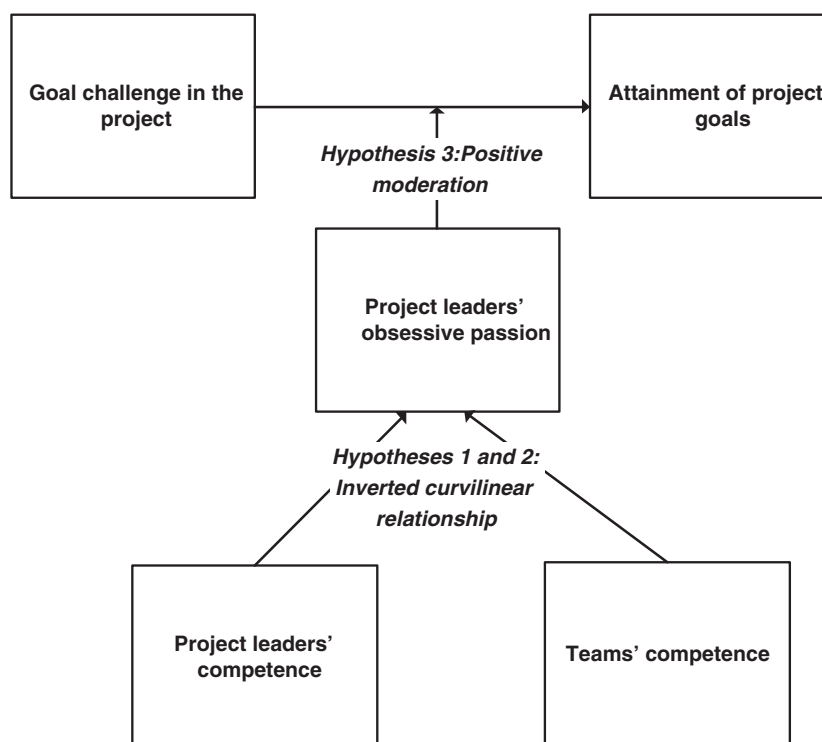 Goal challenge in the
project
Attainment of project
goals
Hypothesis 3:Positive
moderation
Project leaders’
obsessive passion
Hypotheses 1 and 2:
Inverted curvilinear
relationship
Project leaders’
competence
Teams’ competence